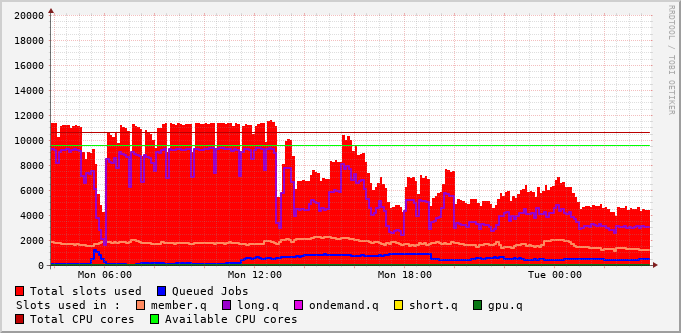 20000
18000
16000
14000
12000
10000
8000
6000
4000
2000
0
Mon 06:00 Mon 12:00 Mon 18:00 Tue 00:00
RRDTOOL / TOBI OETIKER
Total slots used Queued Jobs
Slots used in : member.q long.q ondemand.q short.q gpu.q
Total CPU cores Available CPU cores